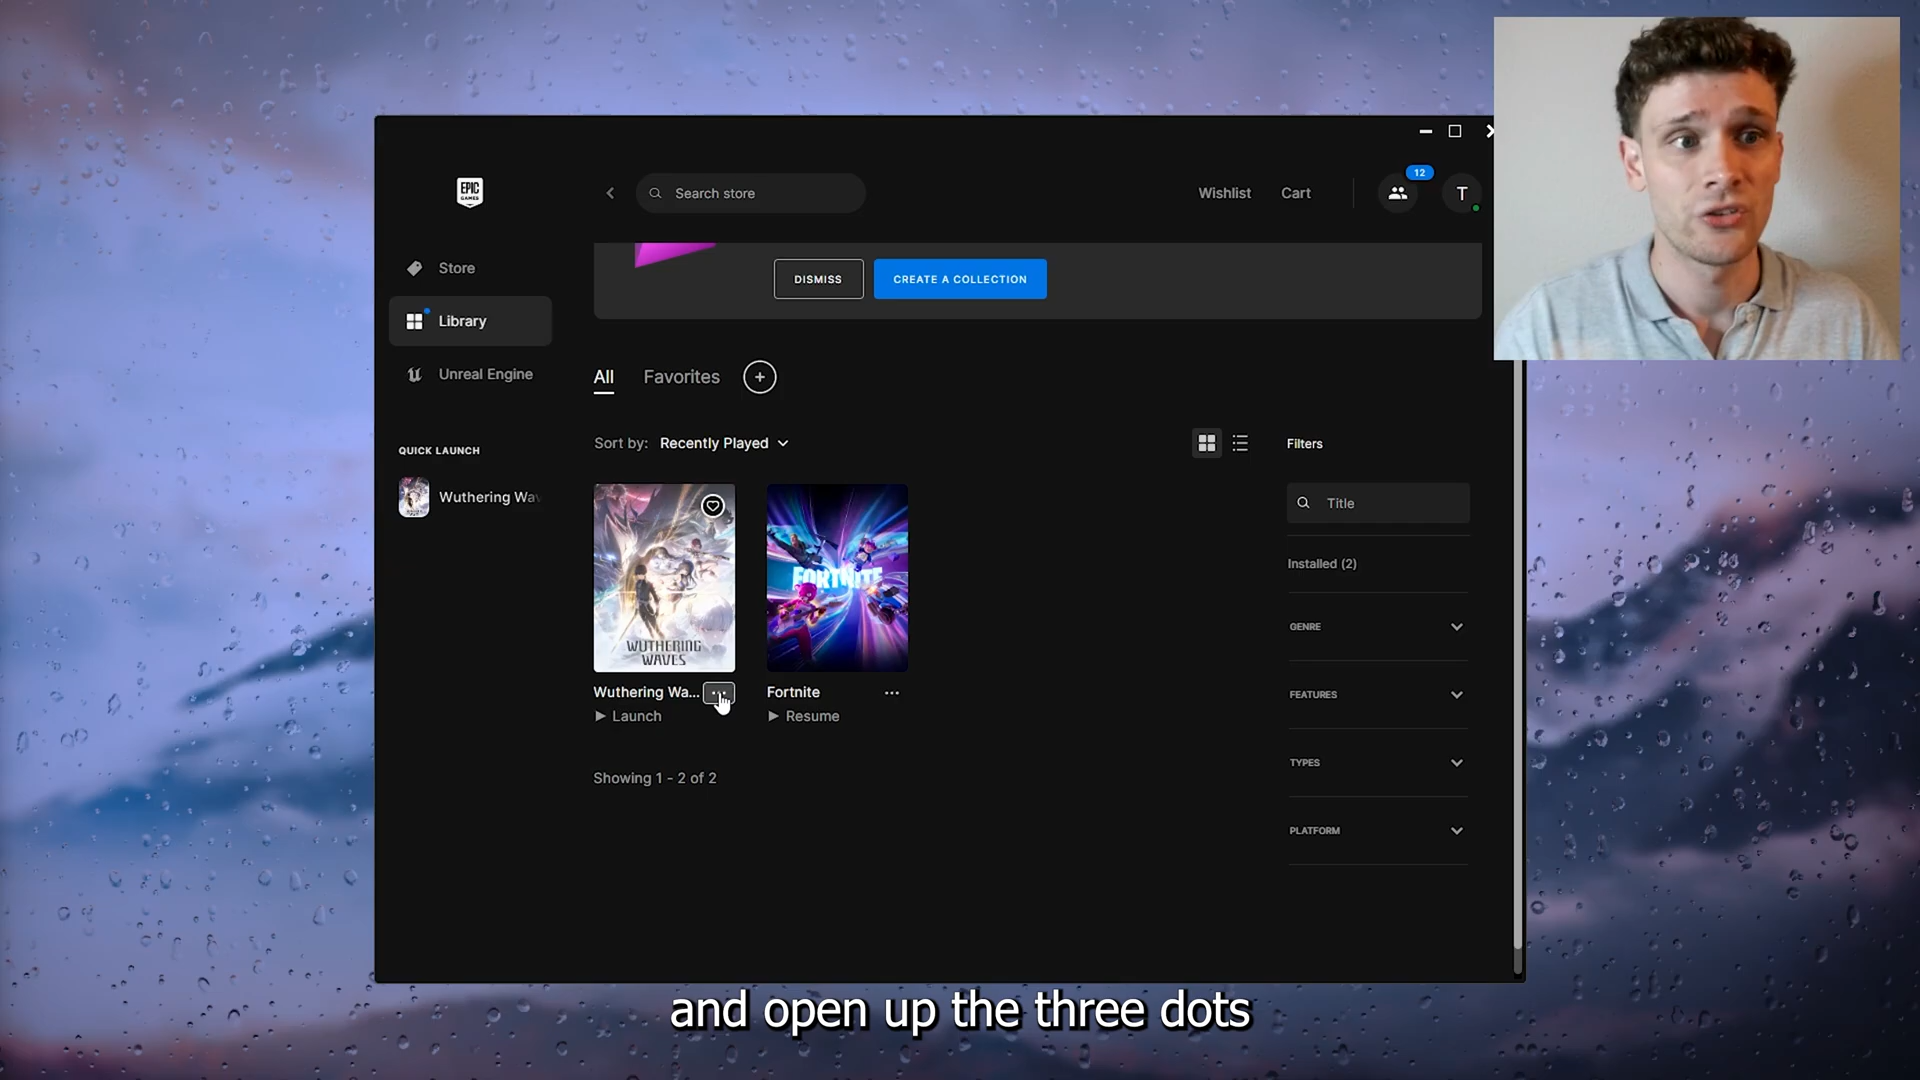 12
EPIC
GAMES
Search store
Wishlist
Cart
T
Store
DISMISS
CREATE A COLLECTION
Library
Unreal Engine
All
Favorites
Sort by: Recently Played
Filters
QUICK LAUNCH
Wuthering Wav
Title
Installed (2)
FORTNITE
GENRE
WUTHERING
WAVES
Wuthering Wa...
Fortnite
FEATURES
Launch
Resume
TYPES
Showing 1 - 2 of 2
PLATFORM
and open up the three dots